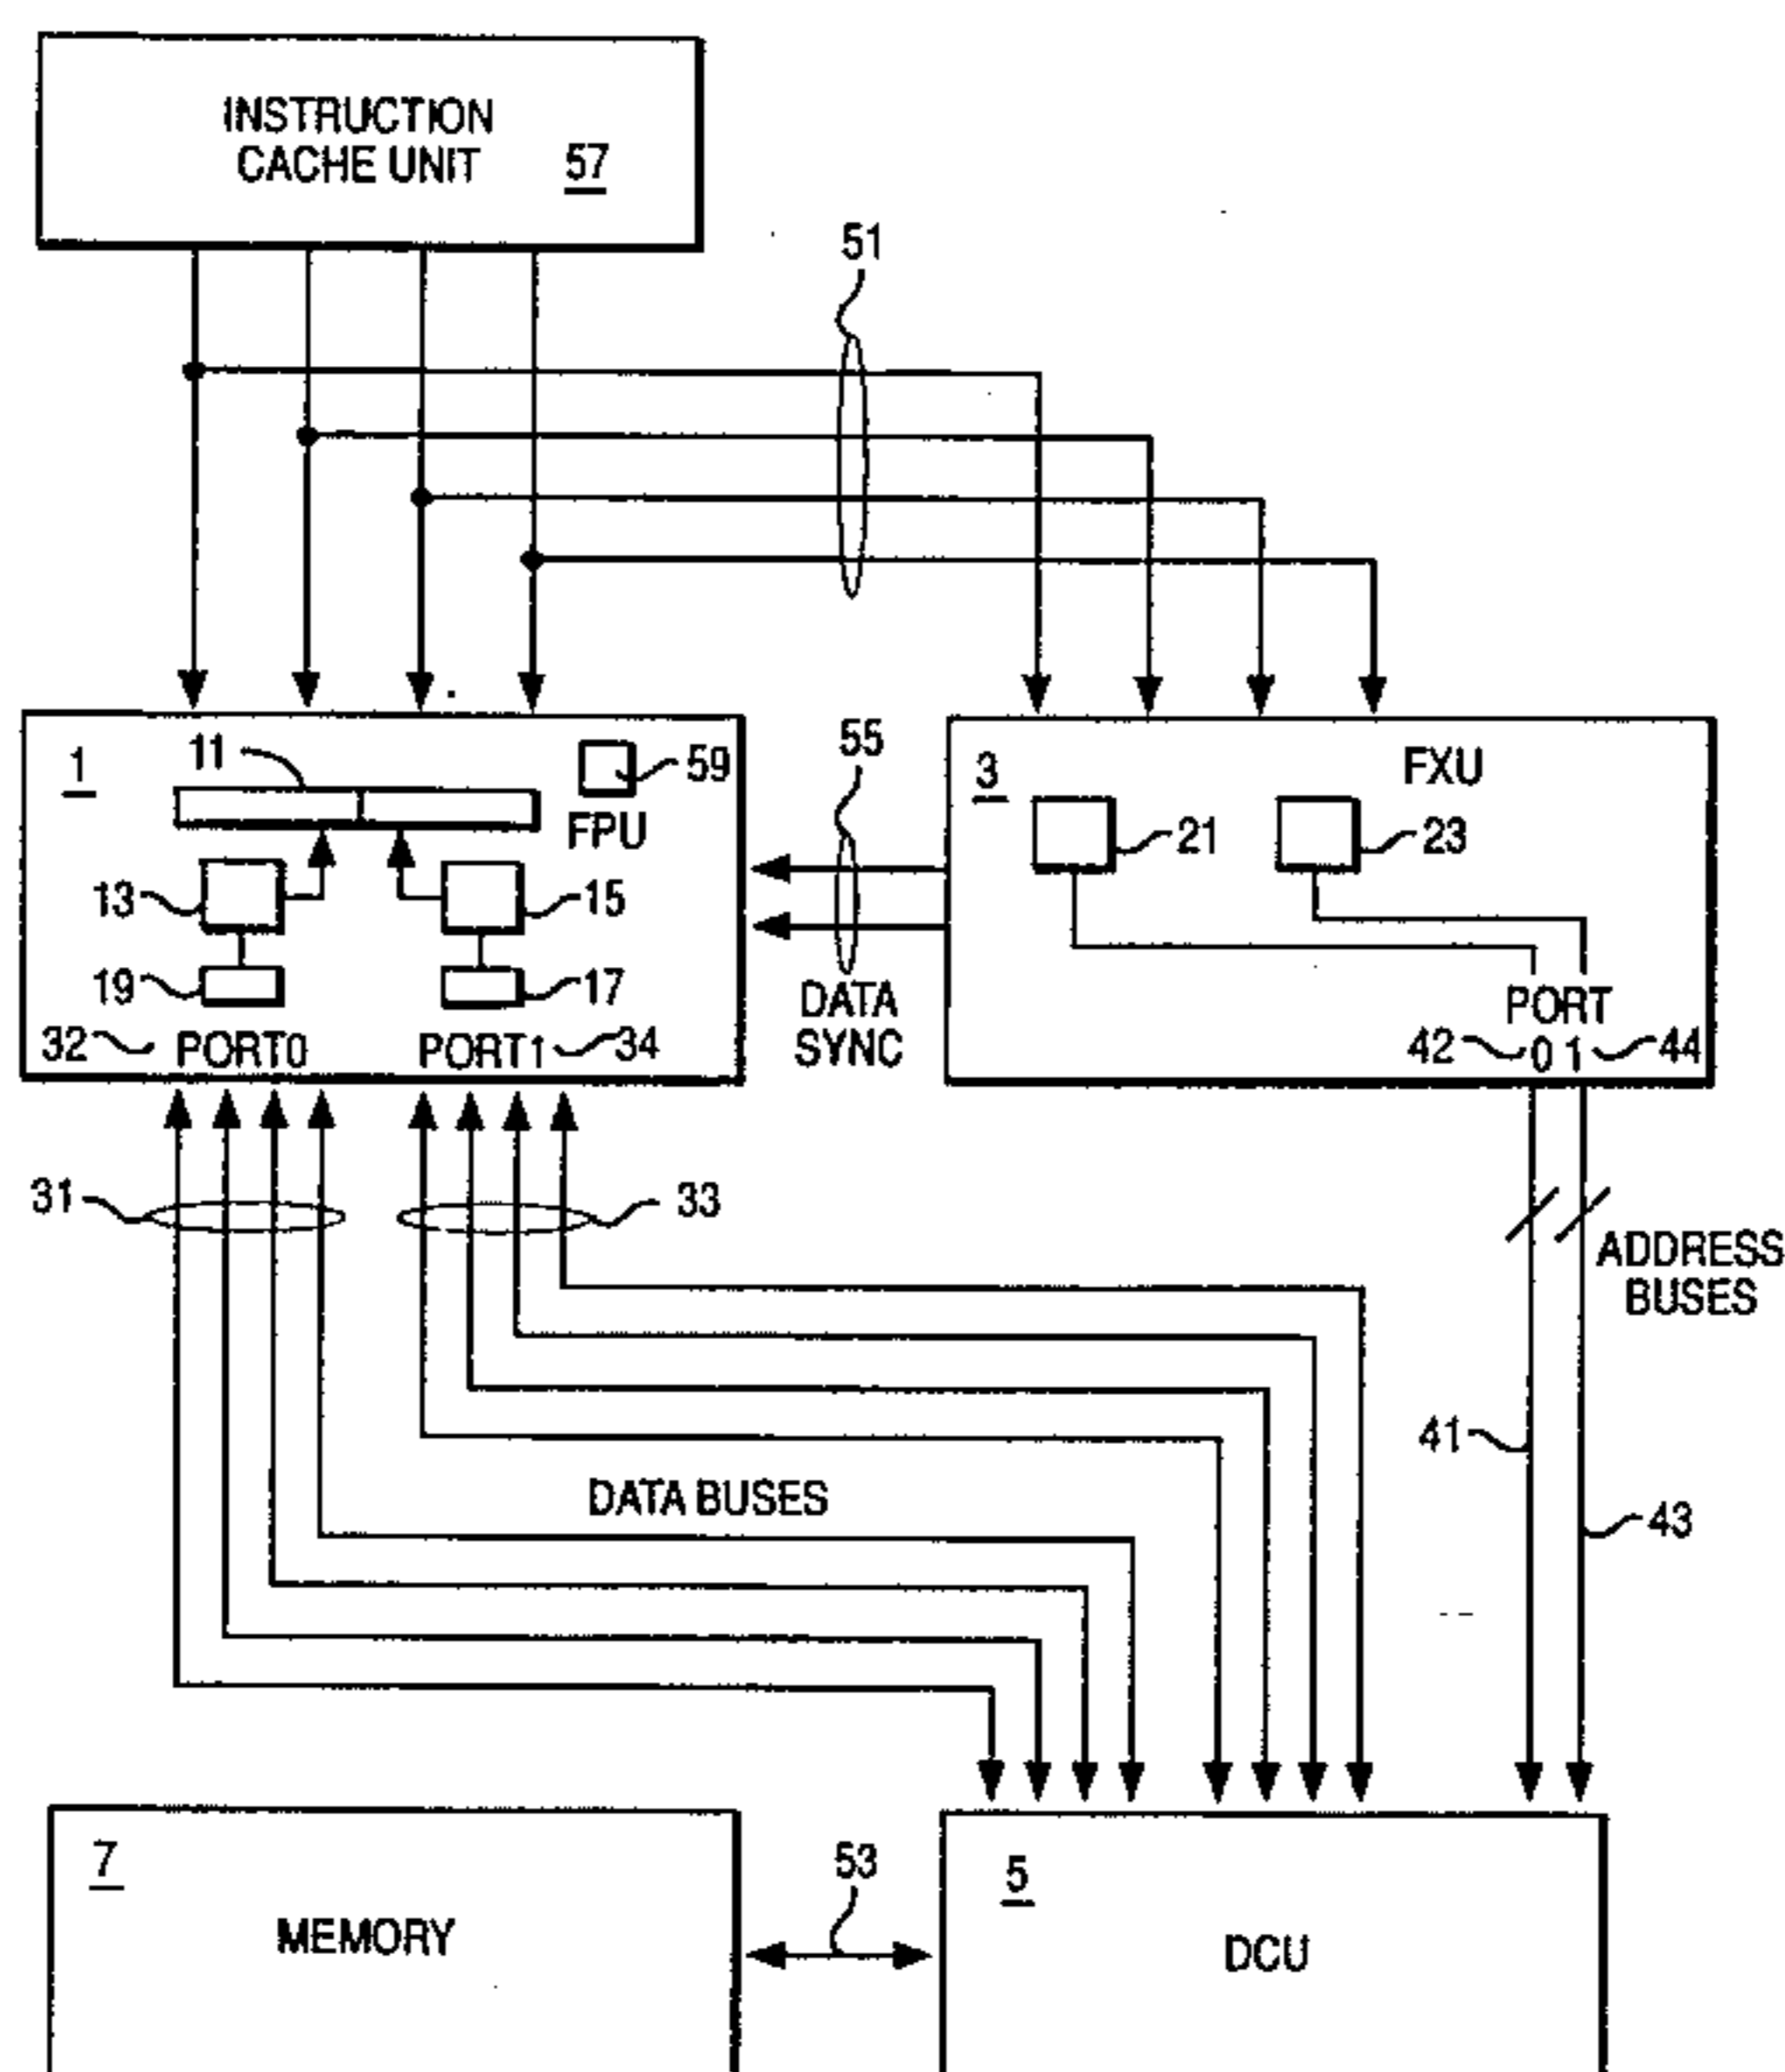 INSTRUCTION
CACHE UNIT 57
51
1
11
59
FPU
13
15
19
17
32 PORT0 PORT1 34
55
DATA
SYNC
3
FXU
21
23
PORT
42 0 1 44
31
33
ADDRESS
BUSES
41
43
DATA BUSES
7
MEMORY
53
5
DCU